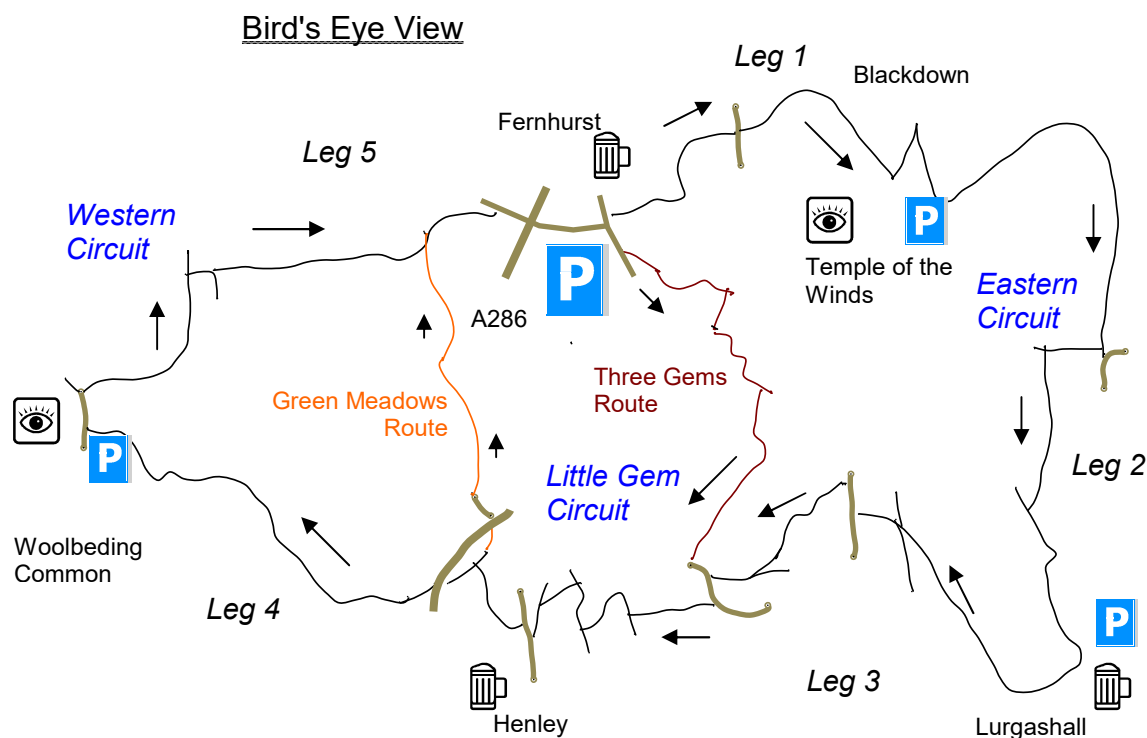 Bird's Eye View
Leg 1
Blackdown
Fernhurst
Leg 5
Western
Circuit
P
P
Temple of the
Winds
Eastern
Circuit
A286
Three Gems
Route
Green Meadows
Route
P
Little Gem
Circuit
Leg 2
Woolbeding
Common
Leg 4
P
Leg 3
Henley
Lurgashall